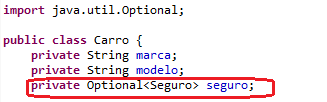 import java.util.Optional;
public class Carro {
private String marca;
private String modelo;
private Optional<Seguro> seguro;